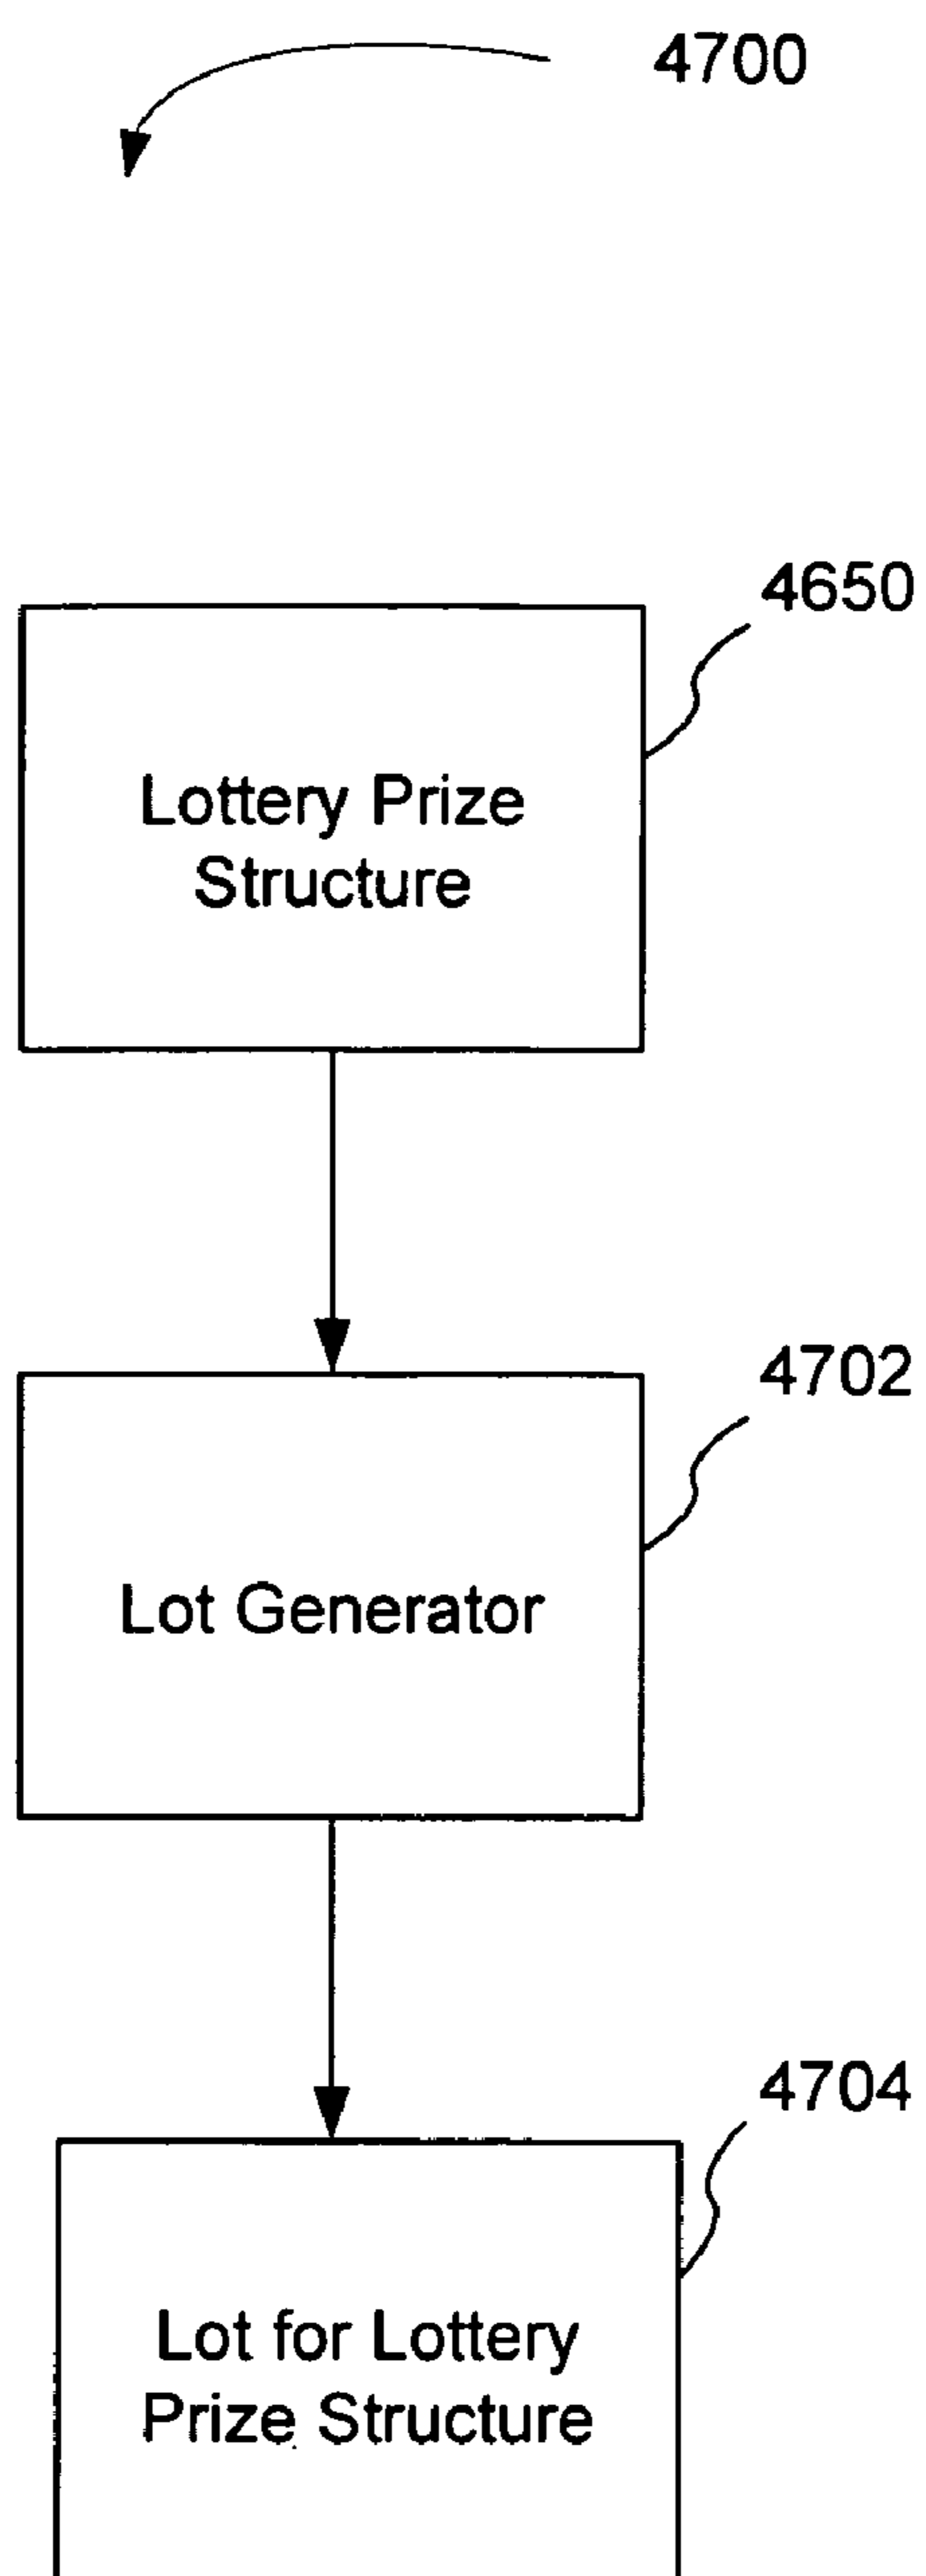 4700
4650
Lottery Prize
Structure
4702
Lot Generator
4704
Lot for Lottery
Prize Structure